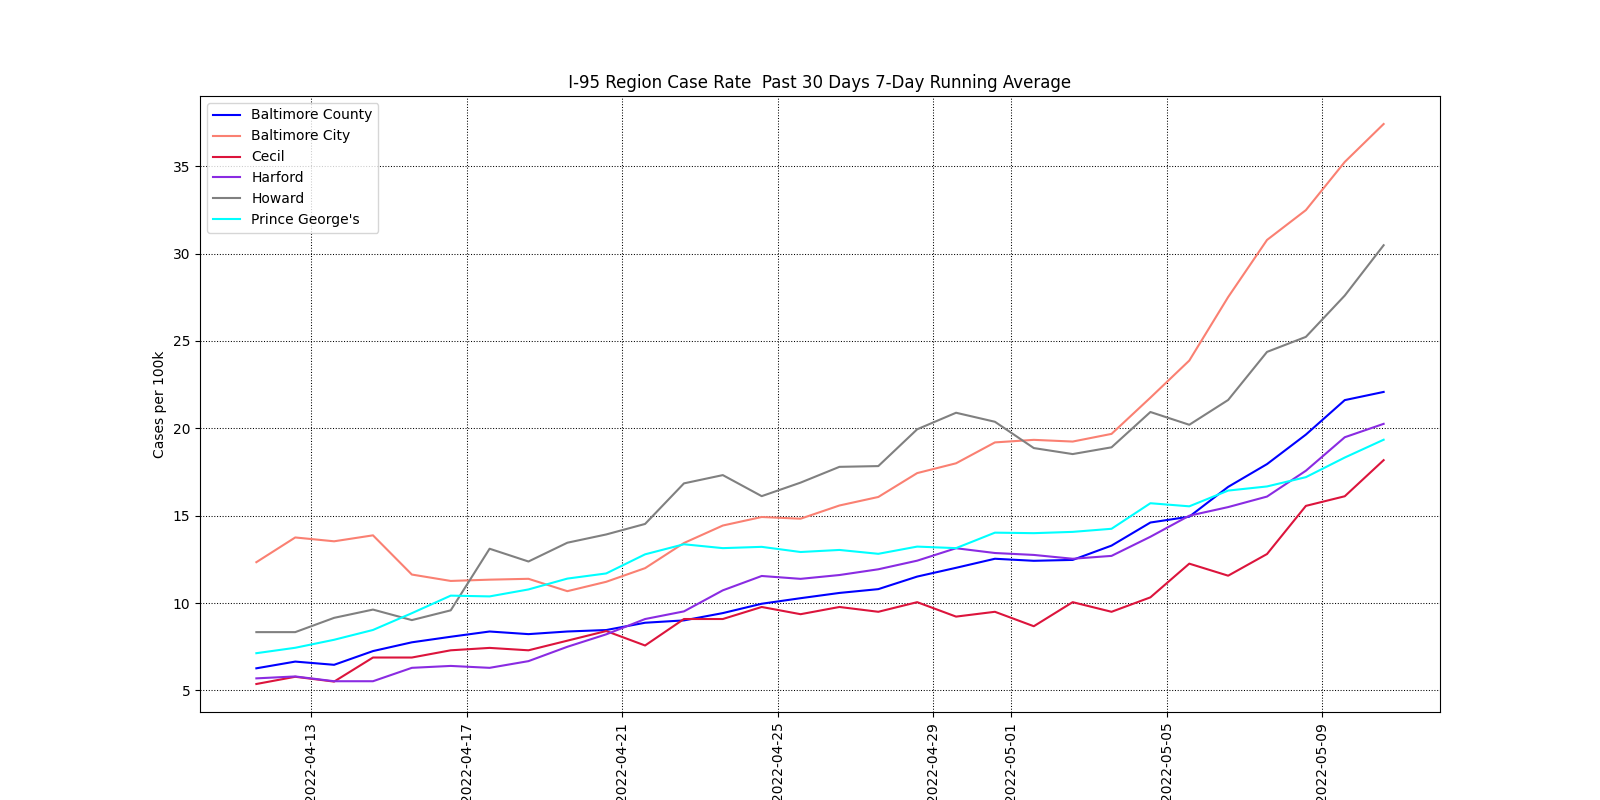 I-95 Region Case Rate  Past 30 Days 7-Day Running Average
Baltimore County
Baltimore City
Cecil
Harford
Howard
Prince George's
Cases per 100k
35
30
25
20
15
10
5
2022-04-13
2022-04-17
2022-04-21
2022-04-25
2022-04-29
2022-05-01
2022-05-05
2022-05-09